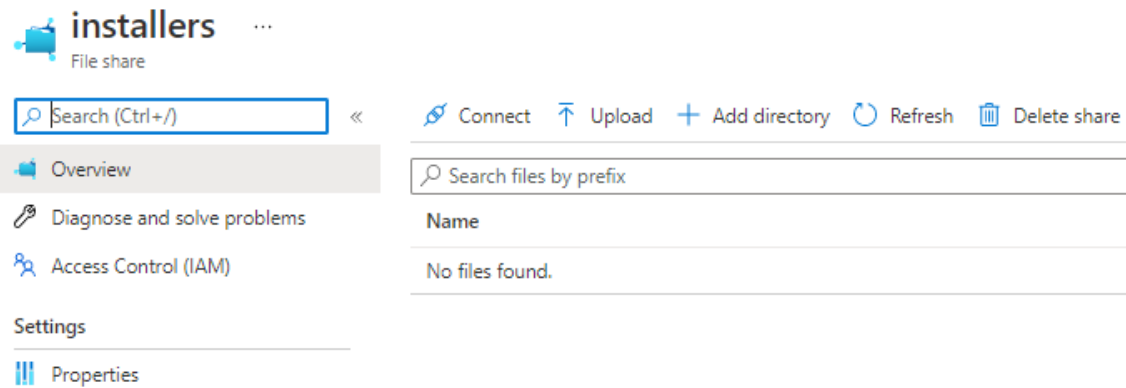 installers ...
File share
Search (Ctrl+/) «
Connect Upload Add directory Refresh Delete share
Overview
Search files by prefix
Diagnose and solve problems
Name
Access Control (IAM)
No files found.
Settings
Properties